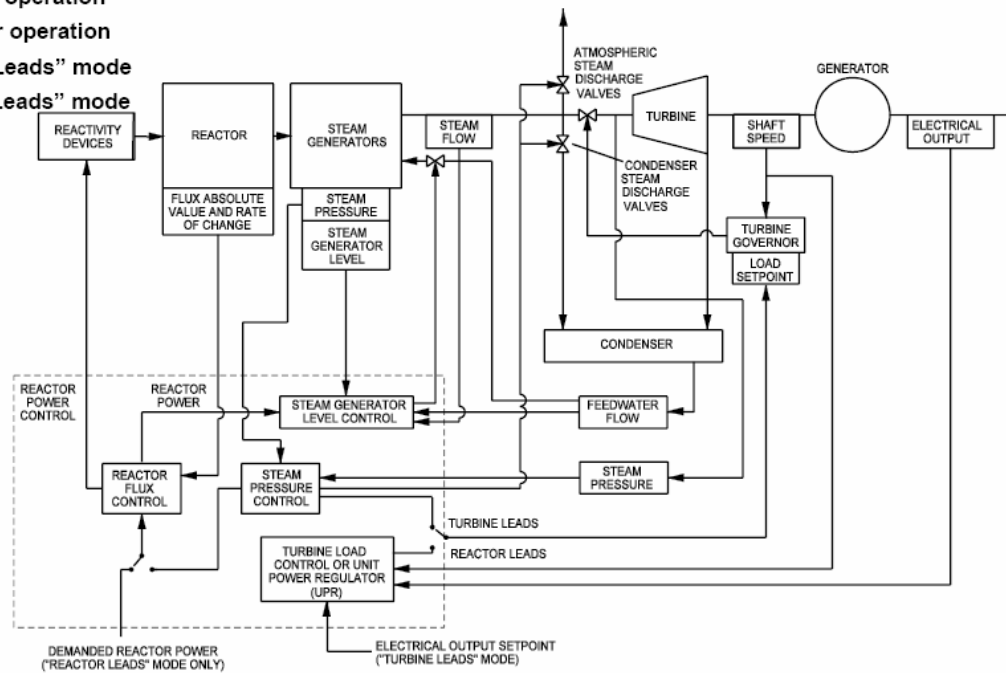 operation
r operation
Leads” mode
Leads” mode
ATMOSPHERIC
STEAM
DISCHARGE
VALVES
GENERATOR
REACTIVITY
DEVICES
REACTOR
STEAM
GENERATORS
STEAM
FLOW
TURBINE
SHAFT
SPEED
ELECTRICAL
OUTPUT
CONDENSER
STEAM
DISCHARGE
VALVES
FLUX ABSOLUTE
VALUE AND RATE
OF CHANGE
STEAM
PRESSURE
STEAM
GENERATOR
LEVEL
TURBINE
GOVERNOR
LOAD
SETPOINT
CONDENSER
REACTOR
POWER
CONTROL
REACTOR
POWER
STEAM GENERATOR
LEVEL CONTROL
FEEDWATER
FLOW
REACTOR
FLUX
CONTROL
STEAM
PRESSURE
CONTROL
STEAM
PRESSURE
TURBINE LEADS
REACTOR LEADS
TURBINE LOAD
CONTROL OR UNIT
POWER REGULATOR
(UPR)
DEMANDED REACTOR POWER
("REACTOR LEADS" MODE ONLY)
ELECTRICAL OUTPUT SETPOINT
("TURBINE LEADS" MODE)